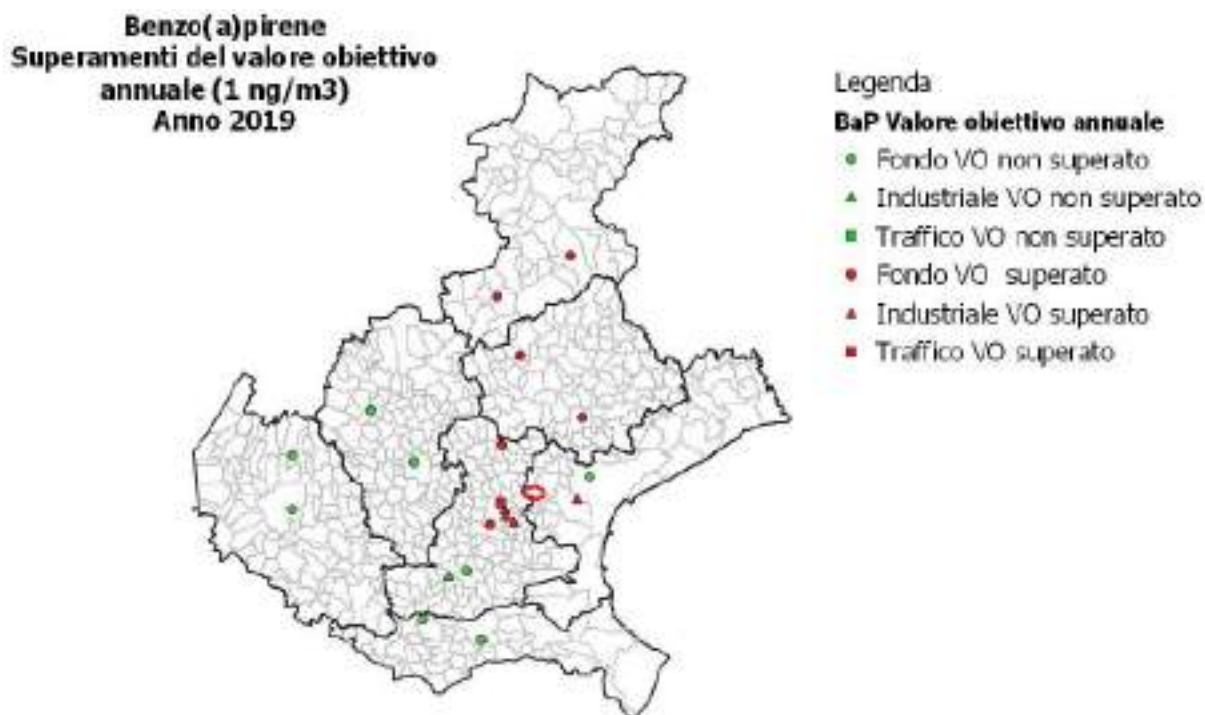 Benzo(a)pirene
Superamenti del valore obiettivo
annuale (1 ng/m3)
Anno 2019
Legenda
BaP Valore obiettivo annuale
Fondo VO non superato
Industriale VO non superato
Traffico VO non superato
Fondo VO superato
Industriale VO superato
Traffico VO superato